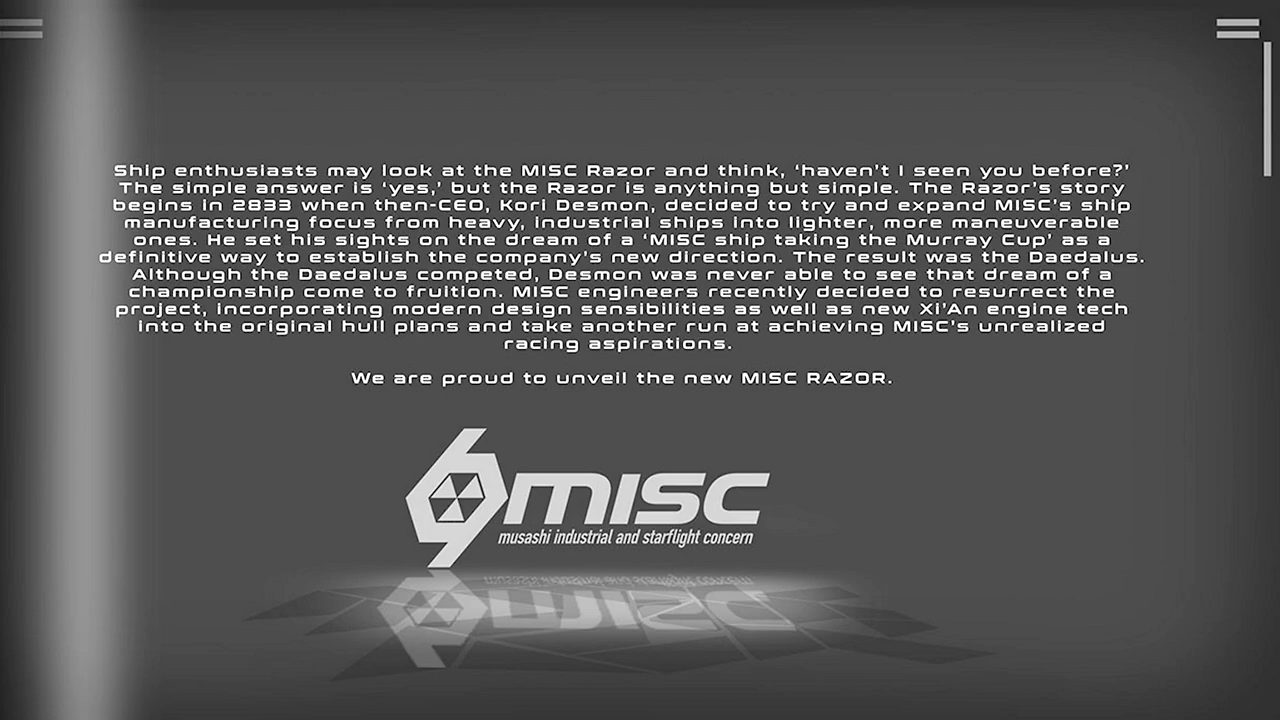 Ship enthusiasts may look at the MISC Razor and think, ‘haven’t I seen you before?’
The simple answer is ‘yes,’ but the Razor is anything but simple. The Razor’s story
begins in 2833 when then-CEO, Kori Desmon, decided to try and expand MISC’s ship
manufacturing focus from heavy, industrial ships into lighter, more maneuverable
ones. He set his sights on the dream of a ‘MISC ship taking the Murray Cup’ as a
definitive way to establish the company’s new direction. The result was the Daedalus.
Although the Daedalus competed, Desmon was never able to see that dream of a
championship come to fruition. MISC engineers recently decided to resurrect the
project, incorporating modern design sensibilities as well as new Xi’An engine tech
into the original hull plans and take another run at achieving MISC’s unrealized
racing aspirations.
We are proud to unveil the new MISC RAZOR.
misc
musashi industrial and starflight concern